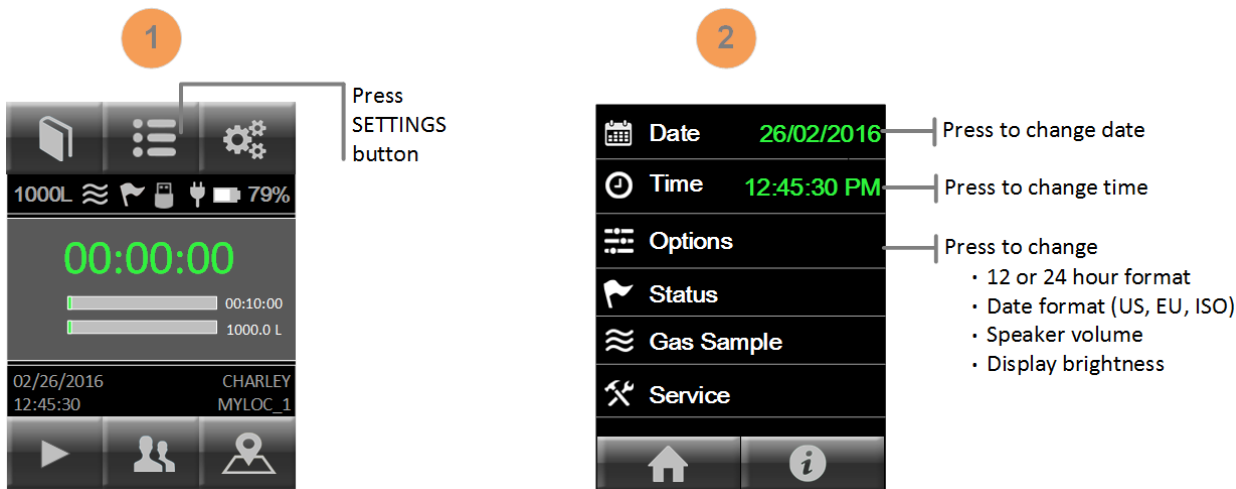 1
Press
SETTINGS
button
1000L 79%
00:00:00
00:10:00
1000.0 L
02/26/2016 CHARLEY
12:45:30 MYLOC_1
2
Date 26/02/2016
Press to change date
Time 12:45:30 PM
Press to change time
Options
Press to change
· 12 or 24 hour format
· Date format (US, EU, ISO)
· Speaker volume
· Display brightness
Status
Gas Sample
Service
i